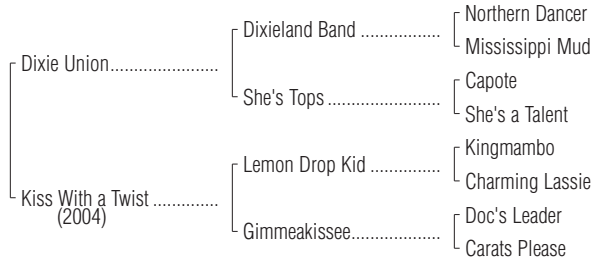 Northern Dancer
Dixieland Band ..................
Mississippi Mud
Dixie Union........................
Capote
She's Tops .........................
She's a Talent
Kingmambo
Lemon Drop Kid ................
Charming Lassie
Kiss With a Twist ..............
(2004)
Doc's Leader
Gimmeakissee....................
Carats Please